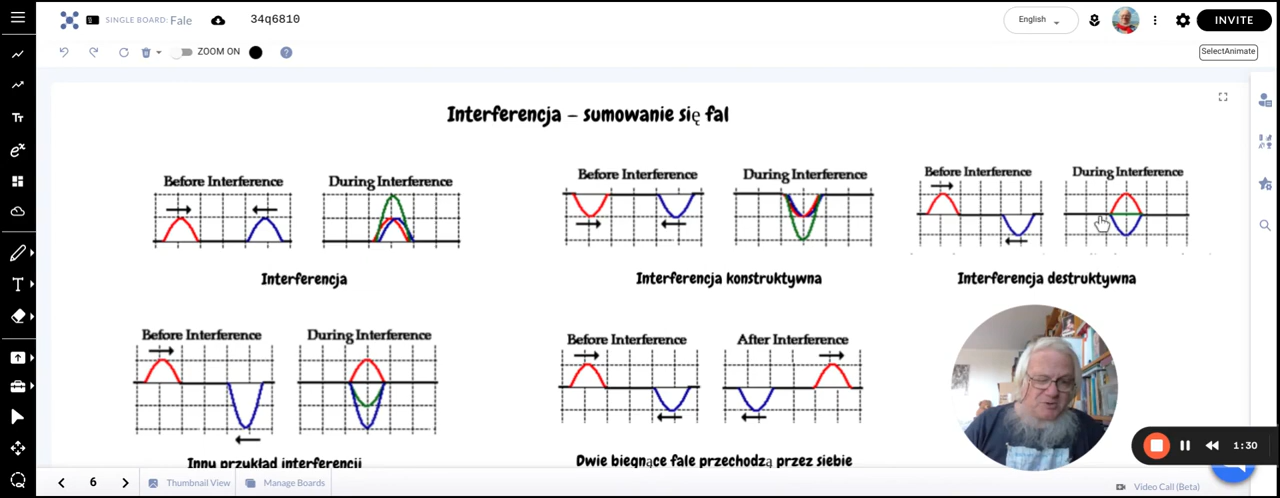 SINGLE BOARD: Fale
34q6810
English
INVITE
ZOOM ON
SelectAnimate
Interferencja – sumowanie się fal
Before Interference
During Interference
Interferencja
Before Interference
During Interference
Interferencja konstruktywna
Before Interference
During Interference
Interferencja destruktywna
Before Interference
During Interference
Inny przykład interferencji
Before Interference
After Interference
Dwie biegnące fale przechodzą przez siebie
1:30
6
Thumbnail View
Manage Boards
Video Call (Beta)